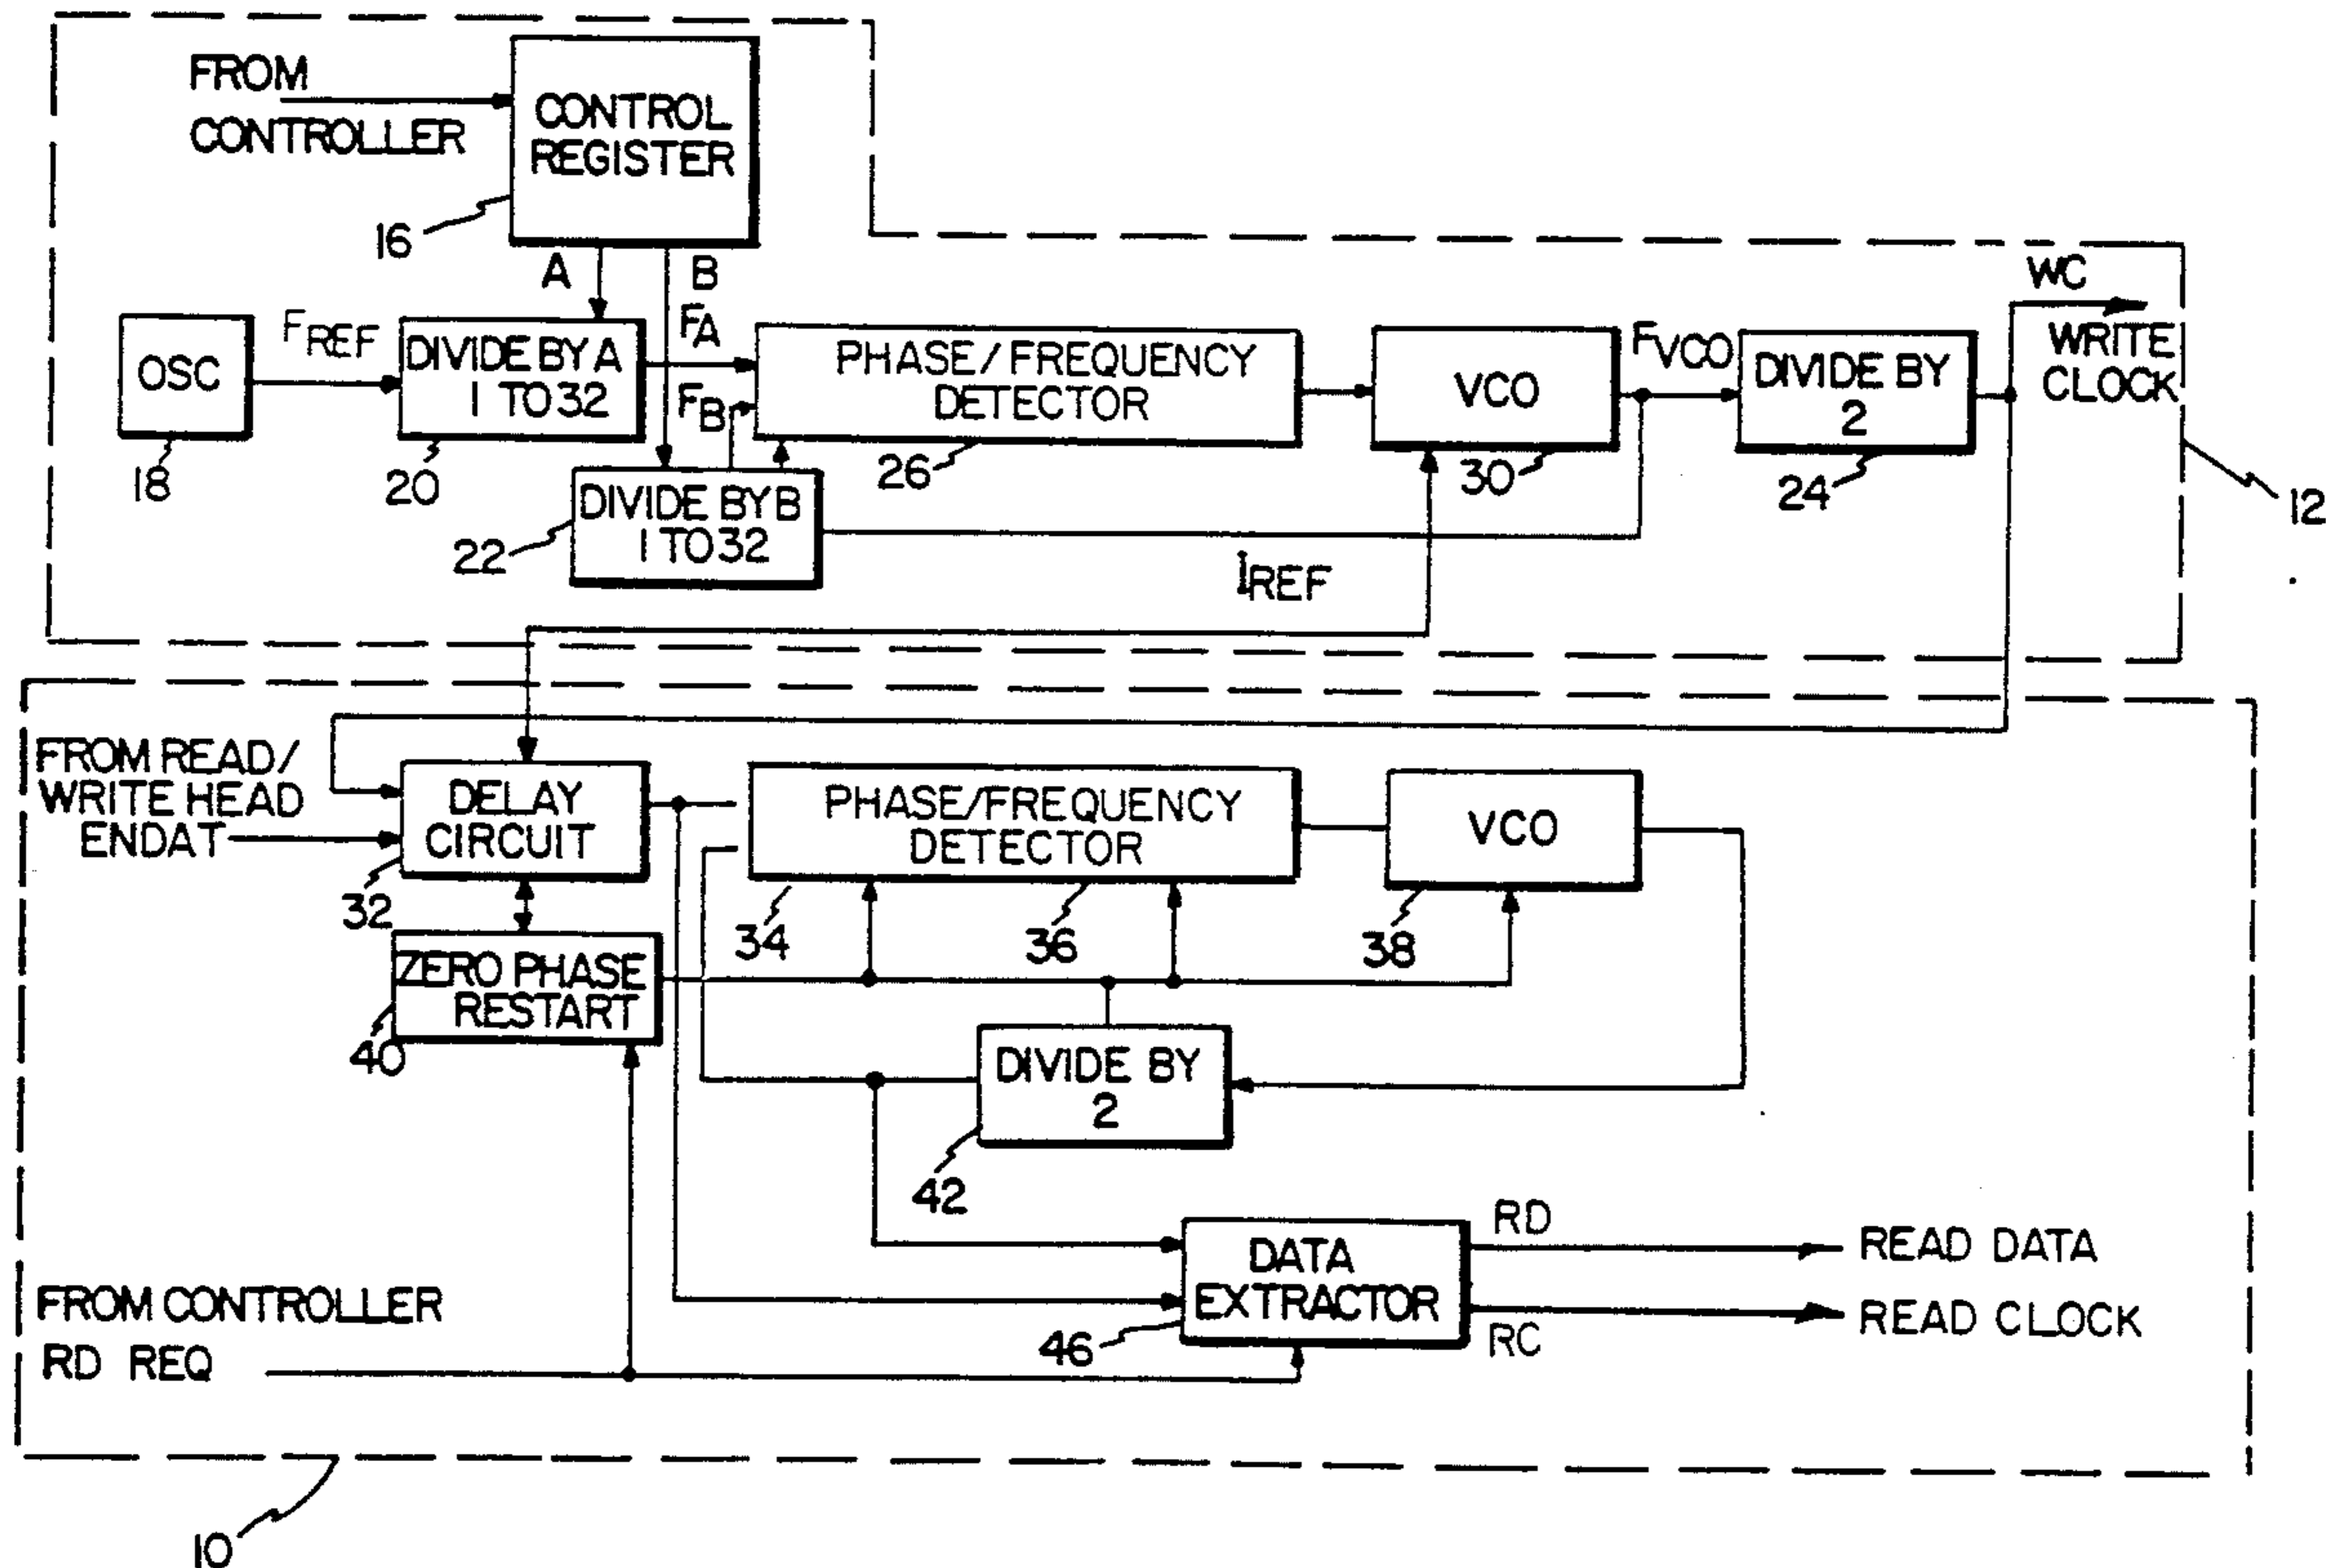 FROM
CONTROLLER
CONTROL
REGISTER
16
A
B
WC
WRITE
CLOCK
OSC
18
FREF
DIVIDE BY A
1 TO 32
20
FA
FB
PHASE/FREQUENCY
DETECTOR
26
VCO
30
FVCO
DIVIDE BY
2
24
12
DIVIDE BY B
1 TO 32
22
IREF
FROM READ/
WRITE HEAD
ENDAT
DELAY
CIRCUIT
32
PHASE/FREQUENCY
DETECTOR
34
36
VCO
38
ZERO PHASE
RESTART
40
DIVIDE BY
2
42
DATA
EXTRACTOR
46
RD
READ DATA
RC
READ CLOCK
FROM CONTROLLER
RD REQ
10